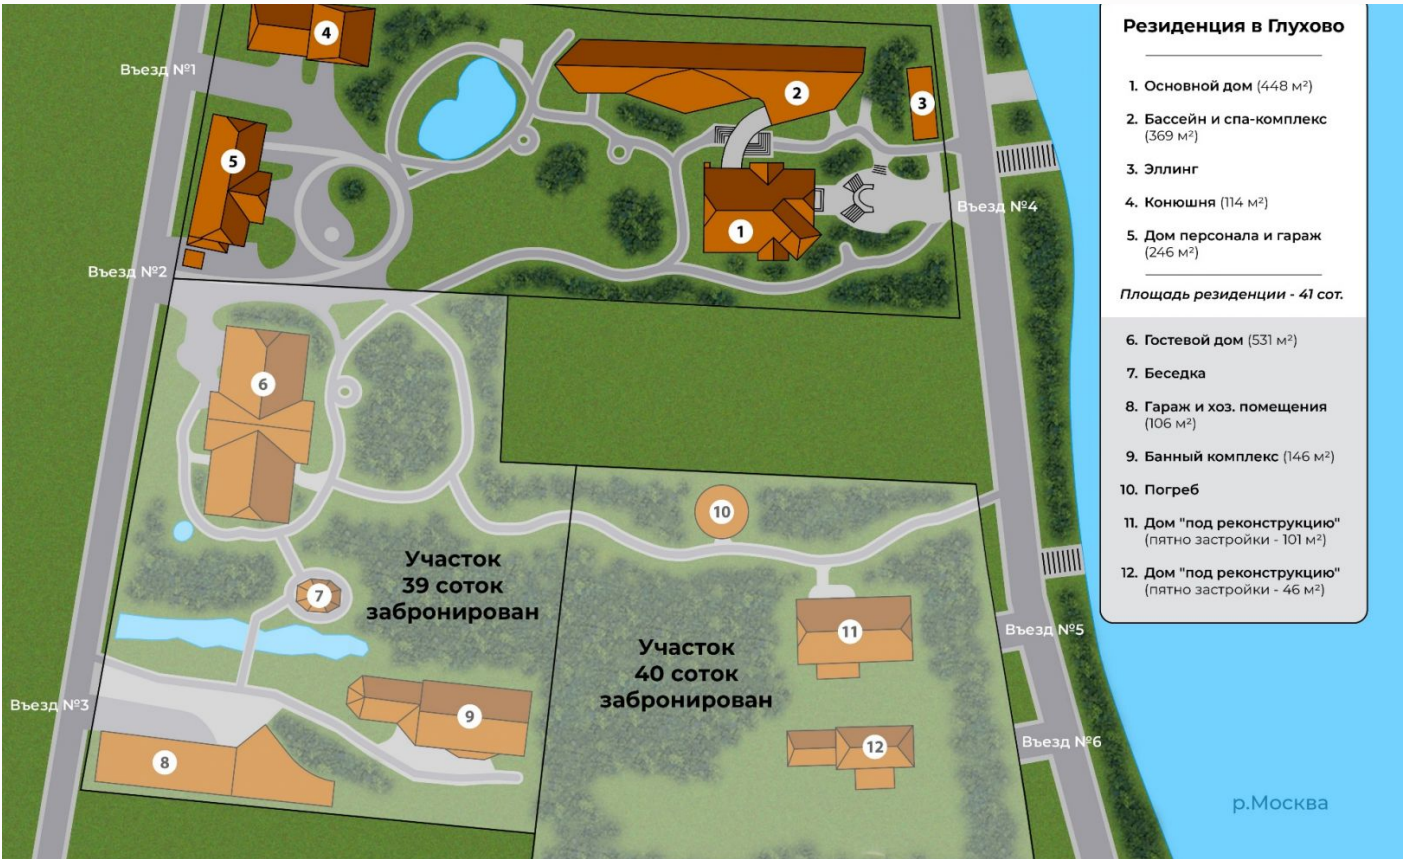 Резиденция в Глухово
1. Основной дом (448 м²)
2. Бассейн и спа-комплекс
(369 м²)
3. Эллинг
4. Конюшня (114 м²)
5. Дом персонала и гараж
(246 м²)
Площадь резиденции - 41 сот.
6. Гостевой дом (531 м²)
7. Беседка
8. Гараж и хоз. помещения
(106 м²)
9. Банный комплекс (146 м²)
10. Погреб
11. Дом "под реконструкцию"
(пятно застройки - 101 м²)
12. Дом "под реконструкцию"
(пятно застройки - 46 м²)
4
Въезд №1
2
3
5
Въезд №4
1
Въезд №2
6
10
Участок
39 соток
забронирован
7
11
Въезд №5
Участок
40 соток
забронирован
Въезд №3
9
8
12
Въезд №6
р.Москва